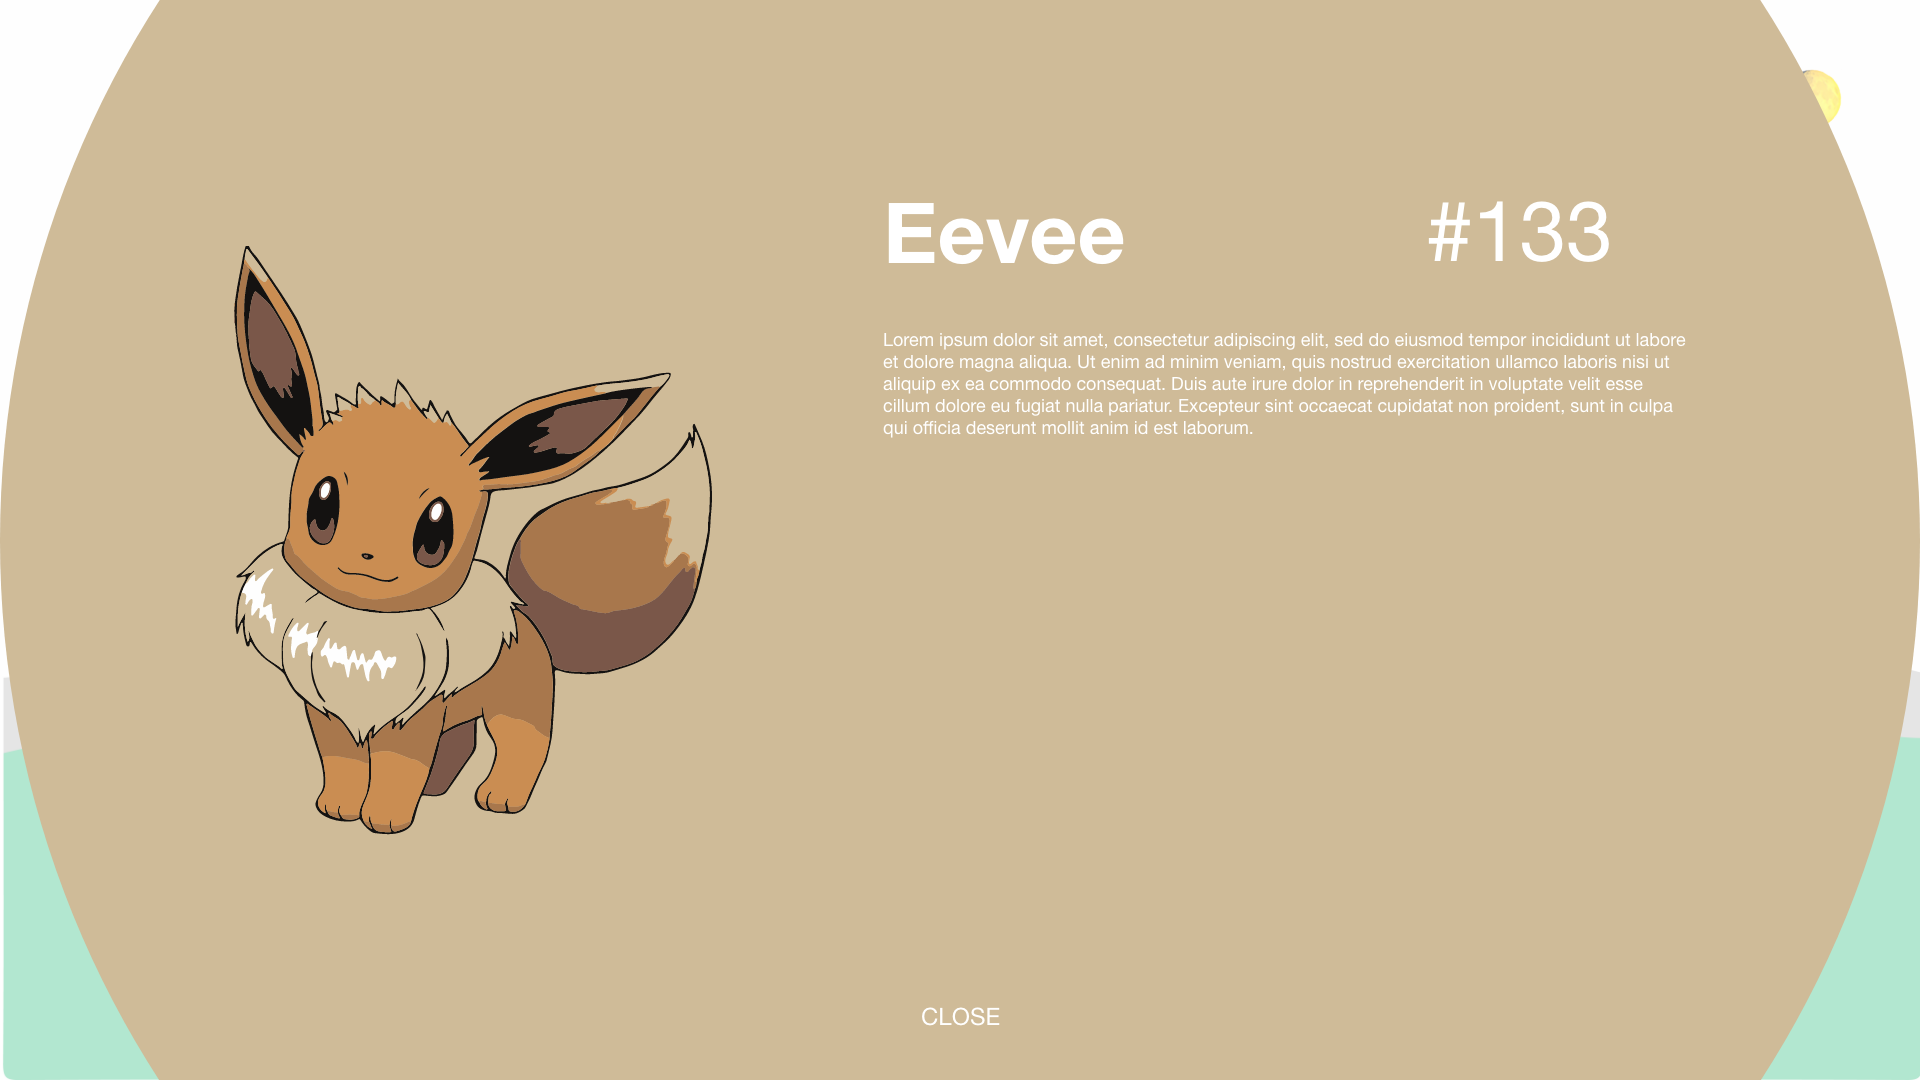 Eevee #133
Lorem ipsum dolor sit amet, consectetur adipiscing elit, sed do eiusmod tempor incididunt ut labore
et dolore magna aliqua. Ut enim ad minim veniam, quis nostrud exercitation ullamco laboris nisi ut
aliquip ex ea commodo consequat. Duis aute irure dolor in reprehenderit in voluptate velit esse
cillum dolore eu fugiat nulla pariatur. Excepteur sint occaecat cupidatat non proident, sunt in culpa
qui officia deserunt mollit anim id est laborum.
CLOSE